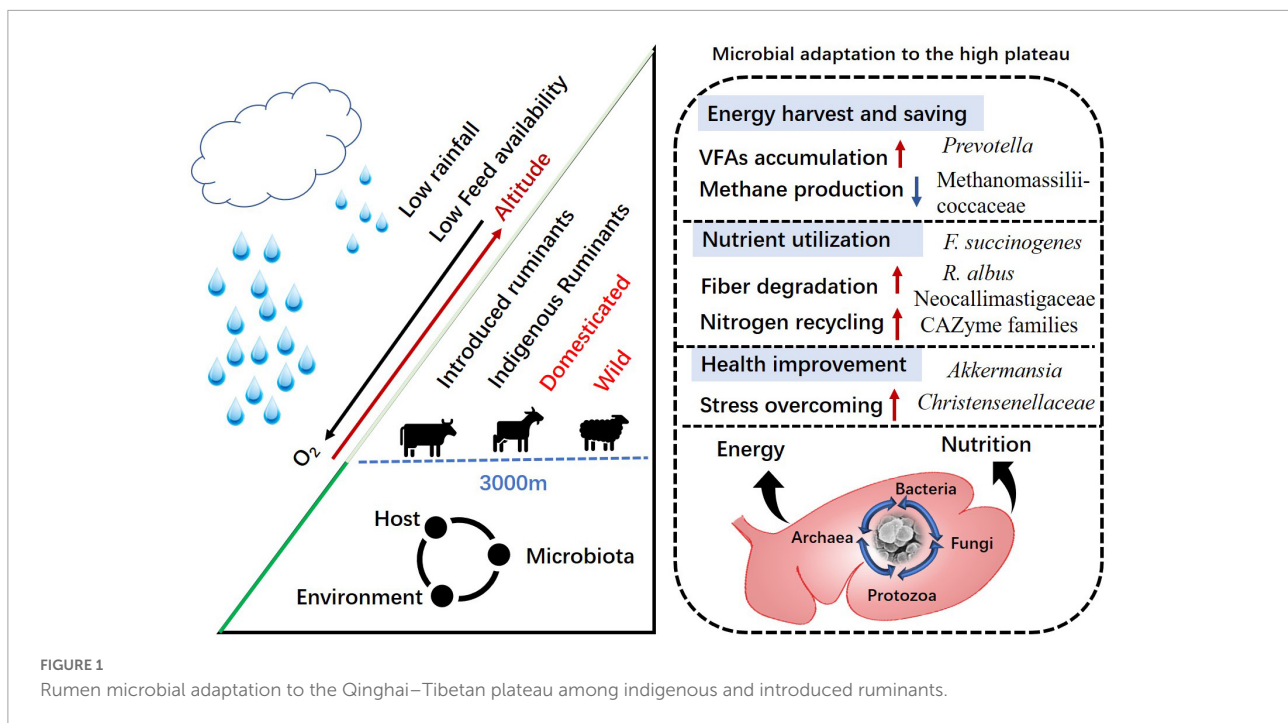 Low rainfall
Low Feed availability
Altitude
O₂
Introduced ruminants
Indigenous Ruminants
Domesticated
Wild
3000m
Host
Microbiota
Environment
Microbial adaptation to the high plateau
Energy harvest and saving
VFAs accumulation
Prevotella
Methane production
Methanomassilii-
coccaceae
Nutrient utilization
F. succinogenes
Fiber degradation
R. albus
Neocallimastigaceae
Nitrogen recycling
CAZyme families
Health improvement
Akkermansia
Stress overcoming
Christensenellaceae
Energy
Nutrition
Bacteria
Archaea
Fungi
Protozoa
FIGURE 1
Rumen microbial adaptation to the Qinghai–Tibetan plateau among indigenous and introduced ruminants.